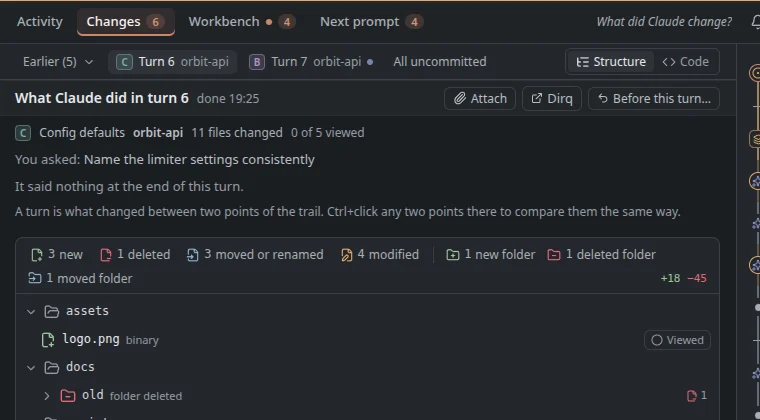 Activity Changes 6 Workbench 4 Next prompt 4 What did Claude change?
Earlier (5) C Turn 6 orbit-api B Turn 7 orbit-api All uncommitted Structure <> Code
What Claude did in turn 6 done 19:25 Attach Dirq Before this turn...
C Config defaults orbit-api 11 files changed 0 of 5 viewed
You asked: Name the limiter settings consistently
It said nothing at the end of this turn.
A turn is what changed between two points of the trail. Ctrl+click any two points there to compare them the same way.
3 new 1 deleted 3 moved or renamed 4 modified 1 new folder 1 deleted folder
1 moved folder +18 −45
assets
logo.png binary Viewed
docs
old folder deleted 1